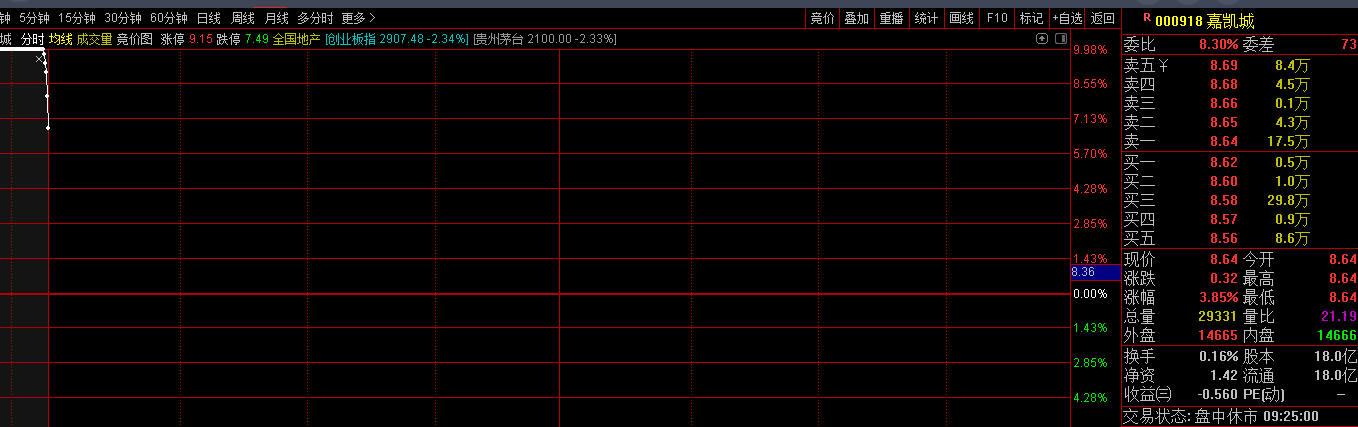 钟 5分钟 15分钟 30分钟 60分钟 日线 周线 月线 多分时 更多> 竞价 叠加 重播 统计 画线 F10 标记 +自选 返回
R 000918 嘉凯城
城 分时 均线 成交量 竞价图 涨停 9.15 跌停 7.49 全国地产 [创业板指 2907.48 -2.34%] [贵州茅台 2100.00 -2.33%]
9.98%
8.55%
7.13%
5.70%
4.28%
2.85%
1.43%
8.36
0.00%
1.43%
2.85%
4.28%
委比 8.30% 委差 73
卖五 ¥ 8.69 8.4万
卖四 8.68 4.5万
卖三 8.66 0.1万
卖二 8.65 4.3万
卖一 8.64 17.5万
买一 8.62 0.5万
买二 8.60 1.0万
买三 8.58 29.8万
买四 8.57 0.9万
买五 8.56 8.6万
现价 8.64 今开 8.64
涨跌 0.32 最高 8.64
涨幅 3.85% 最低 8.64
总量 29331 量比 21.19
外盘 14665 内盘 14666
换手 0.16% 股本 18.0亿
净资 1.42 流通 18.0亿
收益㈢ -0.560 PE(动) –
交易状态: 盘中休市 09:25:00